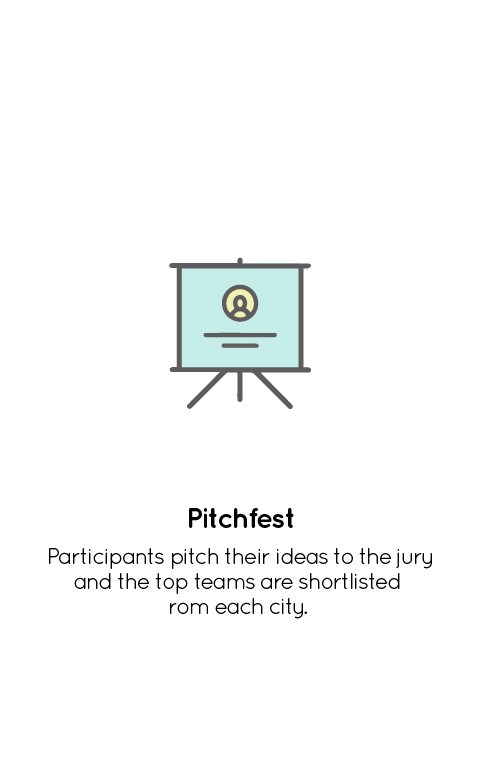 Pitchfest
Participants pitch their ideas to the jury
and the top teams are shortlisted
rom each city.